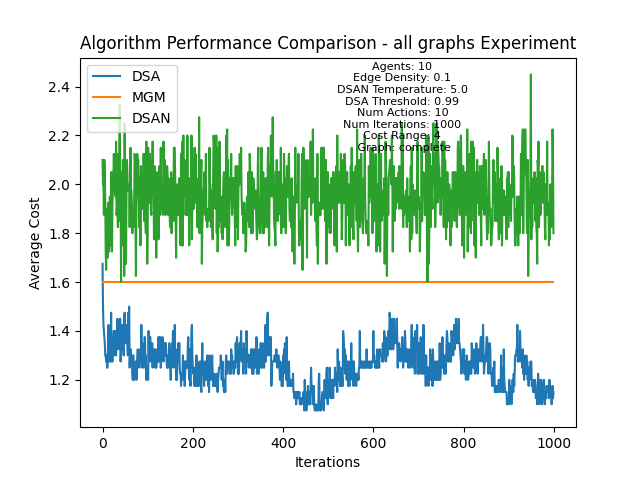 Algorithm Performance Comparison - all graphs Experiment
DSA
MGM
DSAN
Agents: 10
Edge Density: 0.1
DSAN Temperature: 5.0
DSA Threshold: 0.99
Num Actions: 10
Num Iterations: 1000
Cost Range: 4
Graph: complete
Average Cost
2.4
2.2
2.0
1.8
1.6
1.4
1.2
0
200
400
600
800
1000
Iterations